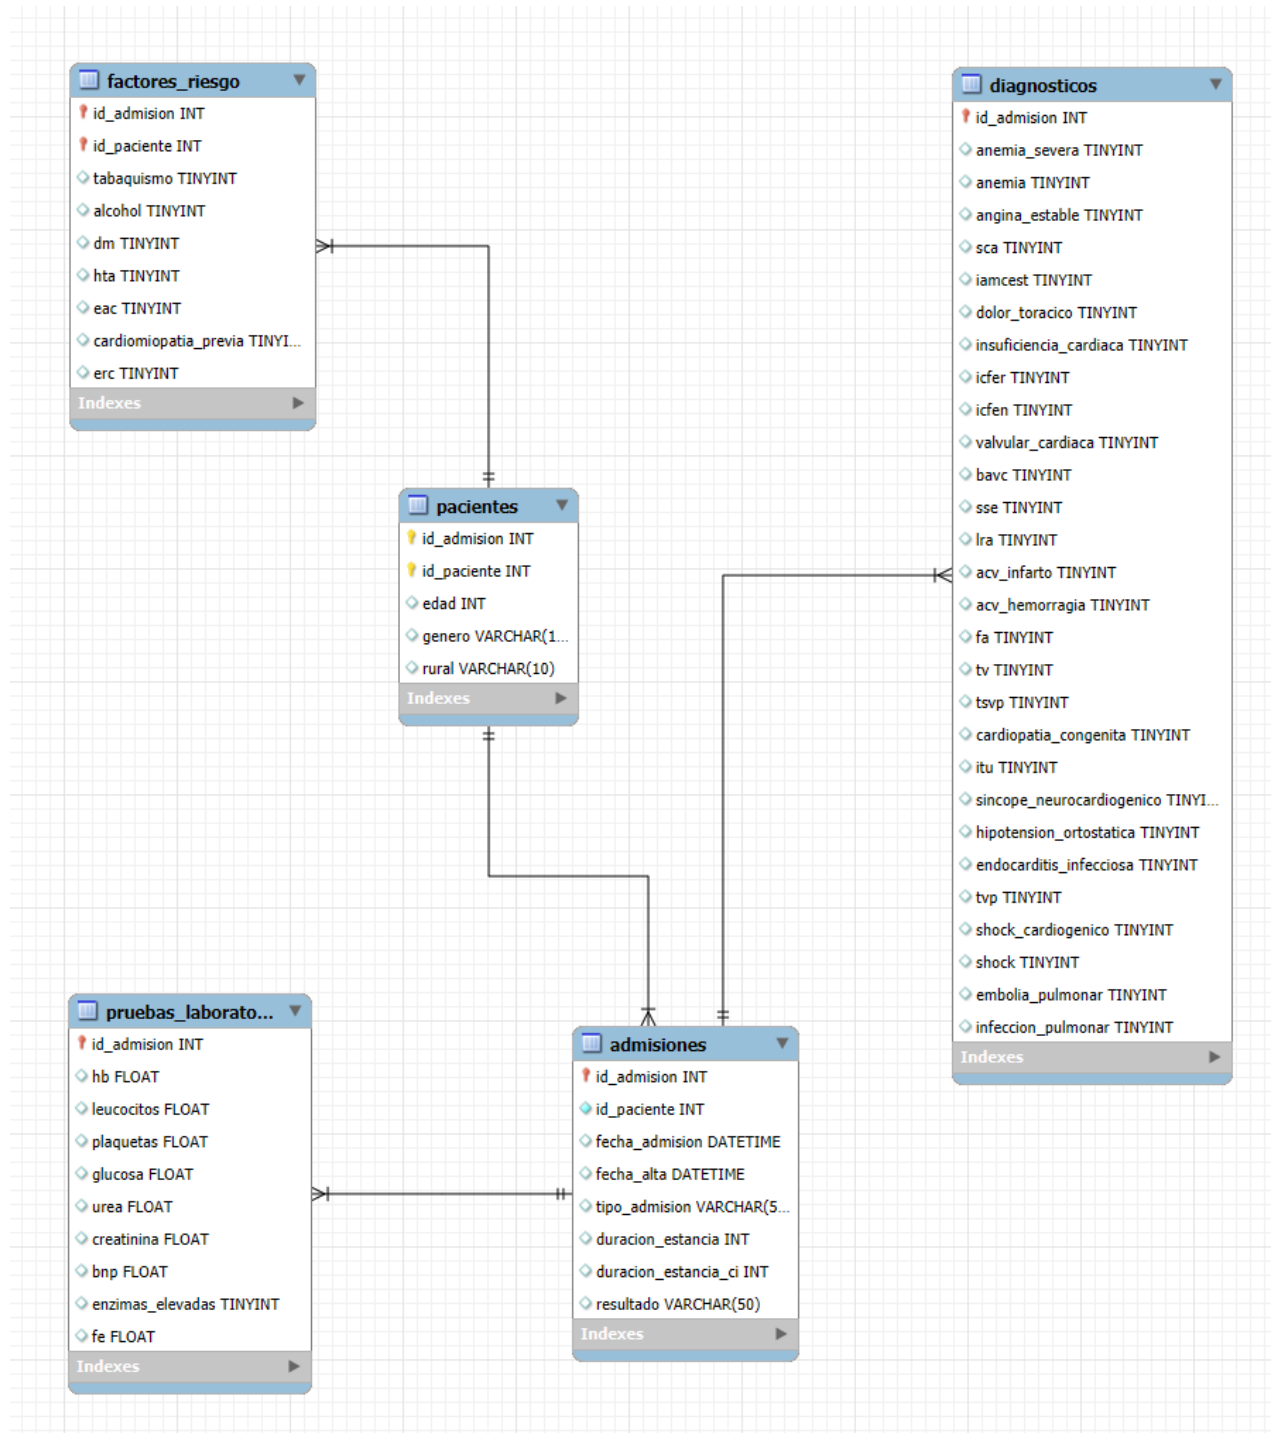 factores_riesgo
id_admision INT
id_paciente INT
tabaquismo TINYINT
alcohol TINYINT
dm TINYINT
hta TINYINT
eac TINYINT
cardiomiopatia_previa TINYI...
erc TINYINT
Indexes
diagnosticos
id_admision INT
anemia_severa TINYINT
anemia TINYINT
angina_estable TINYINT
sca TINYINT
iamcest TINYINT
dolor_toracico TINYINT
insuficiencia_cardiaca TINYINT
icfer TINYINT
icfen TINYINT
valvular_cardiaca TINYINT
bavc TINYINT
sse TINYINT
lra TINYINT
acv_infarto TINYINT
acv_hemorragia TINYINT
fa TINYINT
tv TINYINT
tsvp TINYINT
cardiopatia_congenita TINYINT
itu TINYINT
sincope_neurocardiogenico TINYI...
hipotension_ortostatica TINYINT
endocarditis_infecciosa TINYINT
tvp TINYINT
shock_cardiogenico TINYINT
shock TINYINT
embolia_pulmonar TINYINT
infeccion_pulmonar TINYINT
Indexes
pacientes
id_admision INT
id_paciente INT
edad INT
genero VARCHAR(1...
rural VARCHAR(10)
Indexes
pruebas_laborato...
id_admision INT
hb FLOAT
leucocitos FLOAT
plaquetas FLOAT
glucosa FLOAT
urea FLOAT
creatinina FLOAT
bnp FLOAT
enzimas_elevadas TINYINT
fe FLOAT
Indexes
admisiones
id_admision INT
id_paciente INT
fecha_admision DATETIME
fecha_alta DATETIME
tipo_admision VARCHAR(5...
duracion_estancia INT
duracion_estancia_ci INT
resultado VARCHAR(50)
Indexes